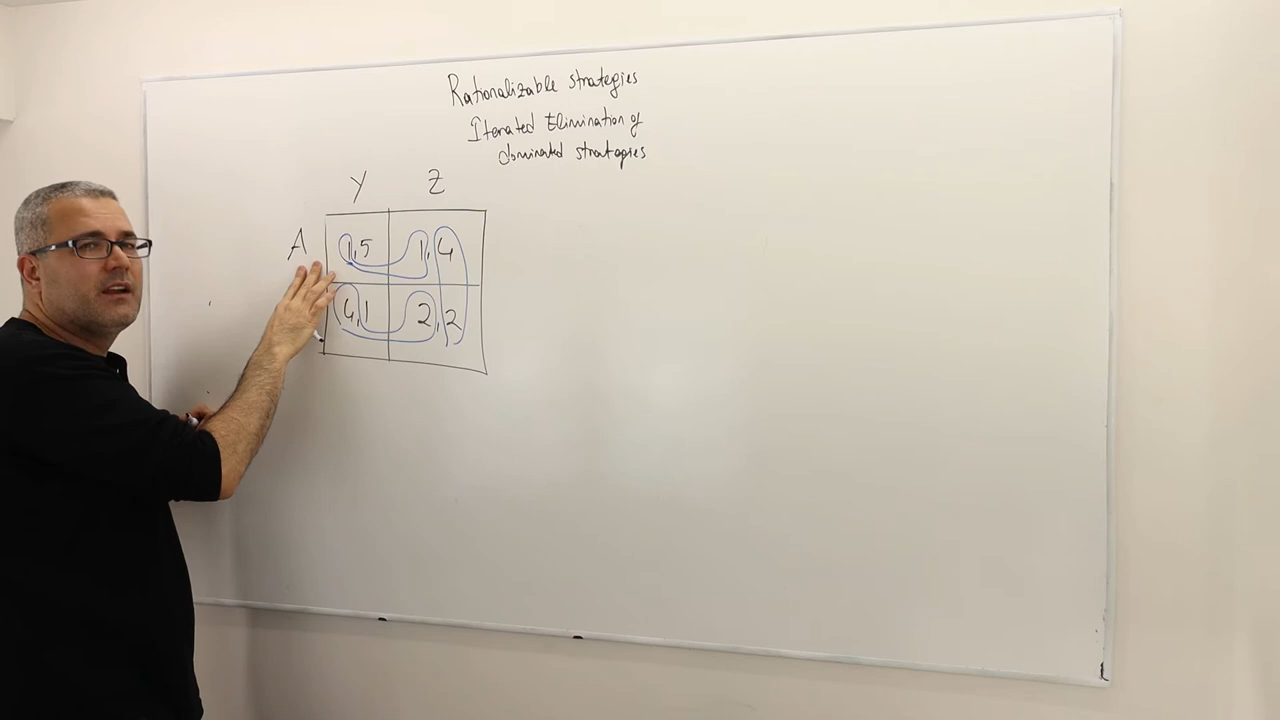 Rationalizable strategies
Iterated Elimination of
dominated strategies
Y Z
A 1,5 1,4
4,1 2,2